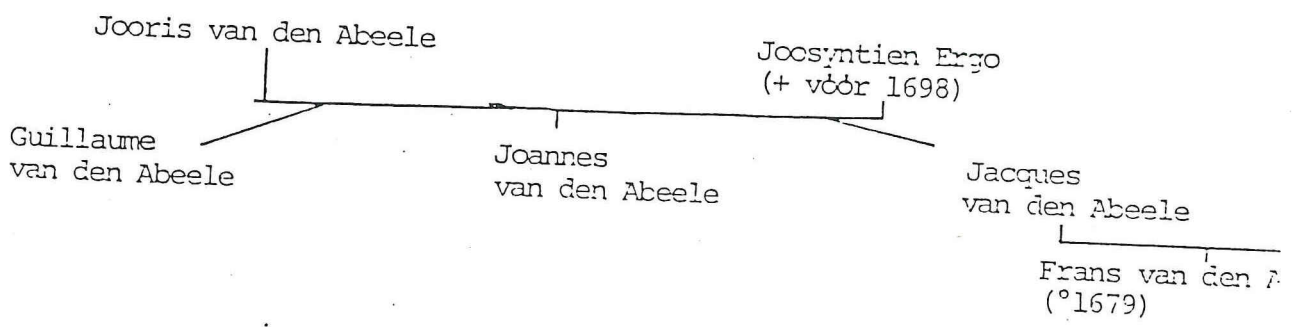 Jooris van den Abeele
Joosyntien Ergo
(+ vóór 1698)
Guillaume
van den Abeele
Joannes
van den Abeele
Jacques
van den Abeele
Frans van den
(°1679)